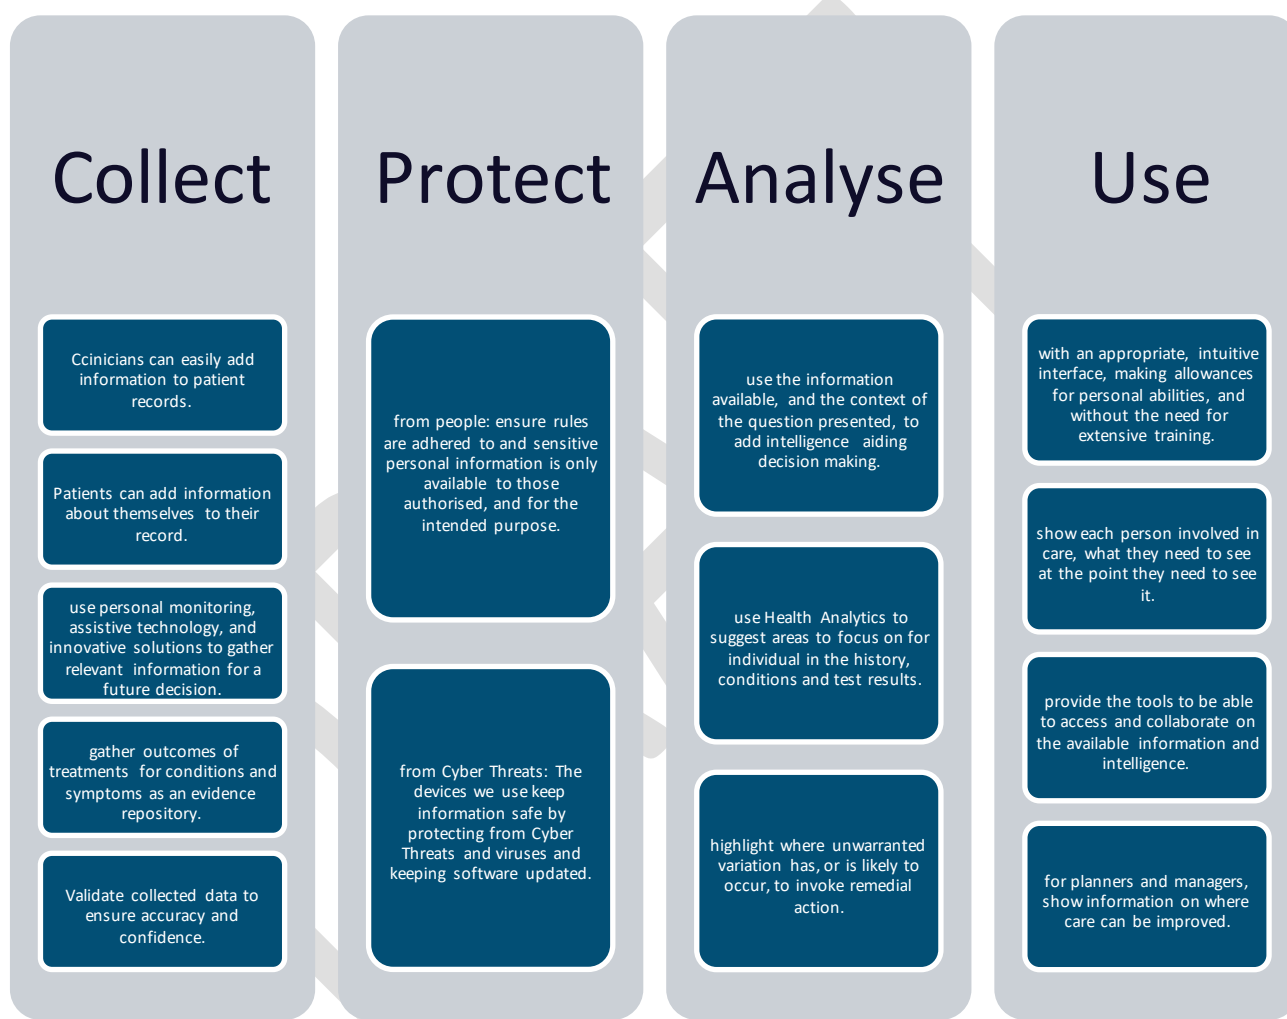 Collect
Ccinicians can easily add
information to patient
records.
Patients can add information
about themselves to their
record.
use personal monitoring,
assistive technology, and
innovative solutions to gather
relevant information for a
future decision.
gather outcomes of
treatments for conditions and
symptoms as an evidence
repository.
Validate collected data to
ensure accuracy and
confidence.
Protect
from people: ensure rules
are adhered to and sensitive
personal information is only
available to those
authorised, and for the
intended purpose.
from Cyber Threats: The
devices we use keep
information safe by
protecting from Cyber
Threats and viruses and
keeping software updated.
Analyse
use the information
available, and the context of
the question presented, to
add intelligence aiding
decision making.
use Health Analytics to
suggest areas to focus on for
individual in the history,
conditions and test results.
highlight where unwarranted
variation has, or is likely to
occur, to invoke remedial
action.
Use
with an appropriate, intuitive
interface, making allowances
for personal abilities, and
without the need for
extensive training.
show each person involved in
care, what they need to see
at the point they need to see
it.
provide the tools to be able
to access and collaborate on
the available information and
intelligence.
for planners and managers,
show information on where
care can be improved.